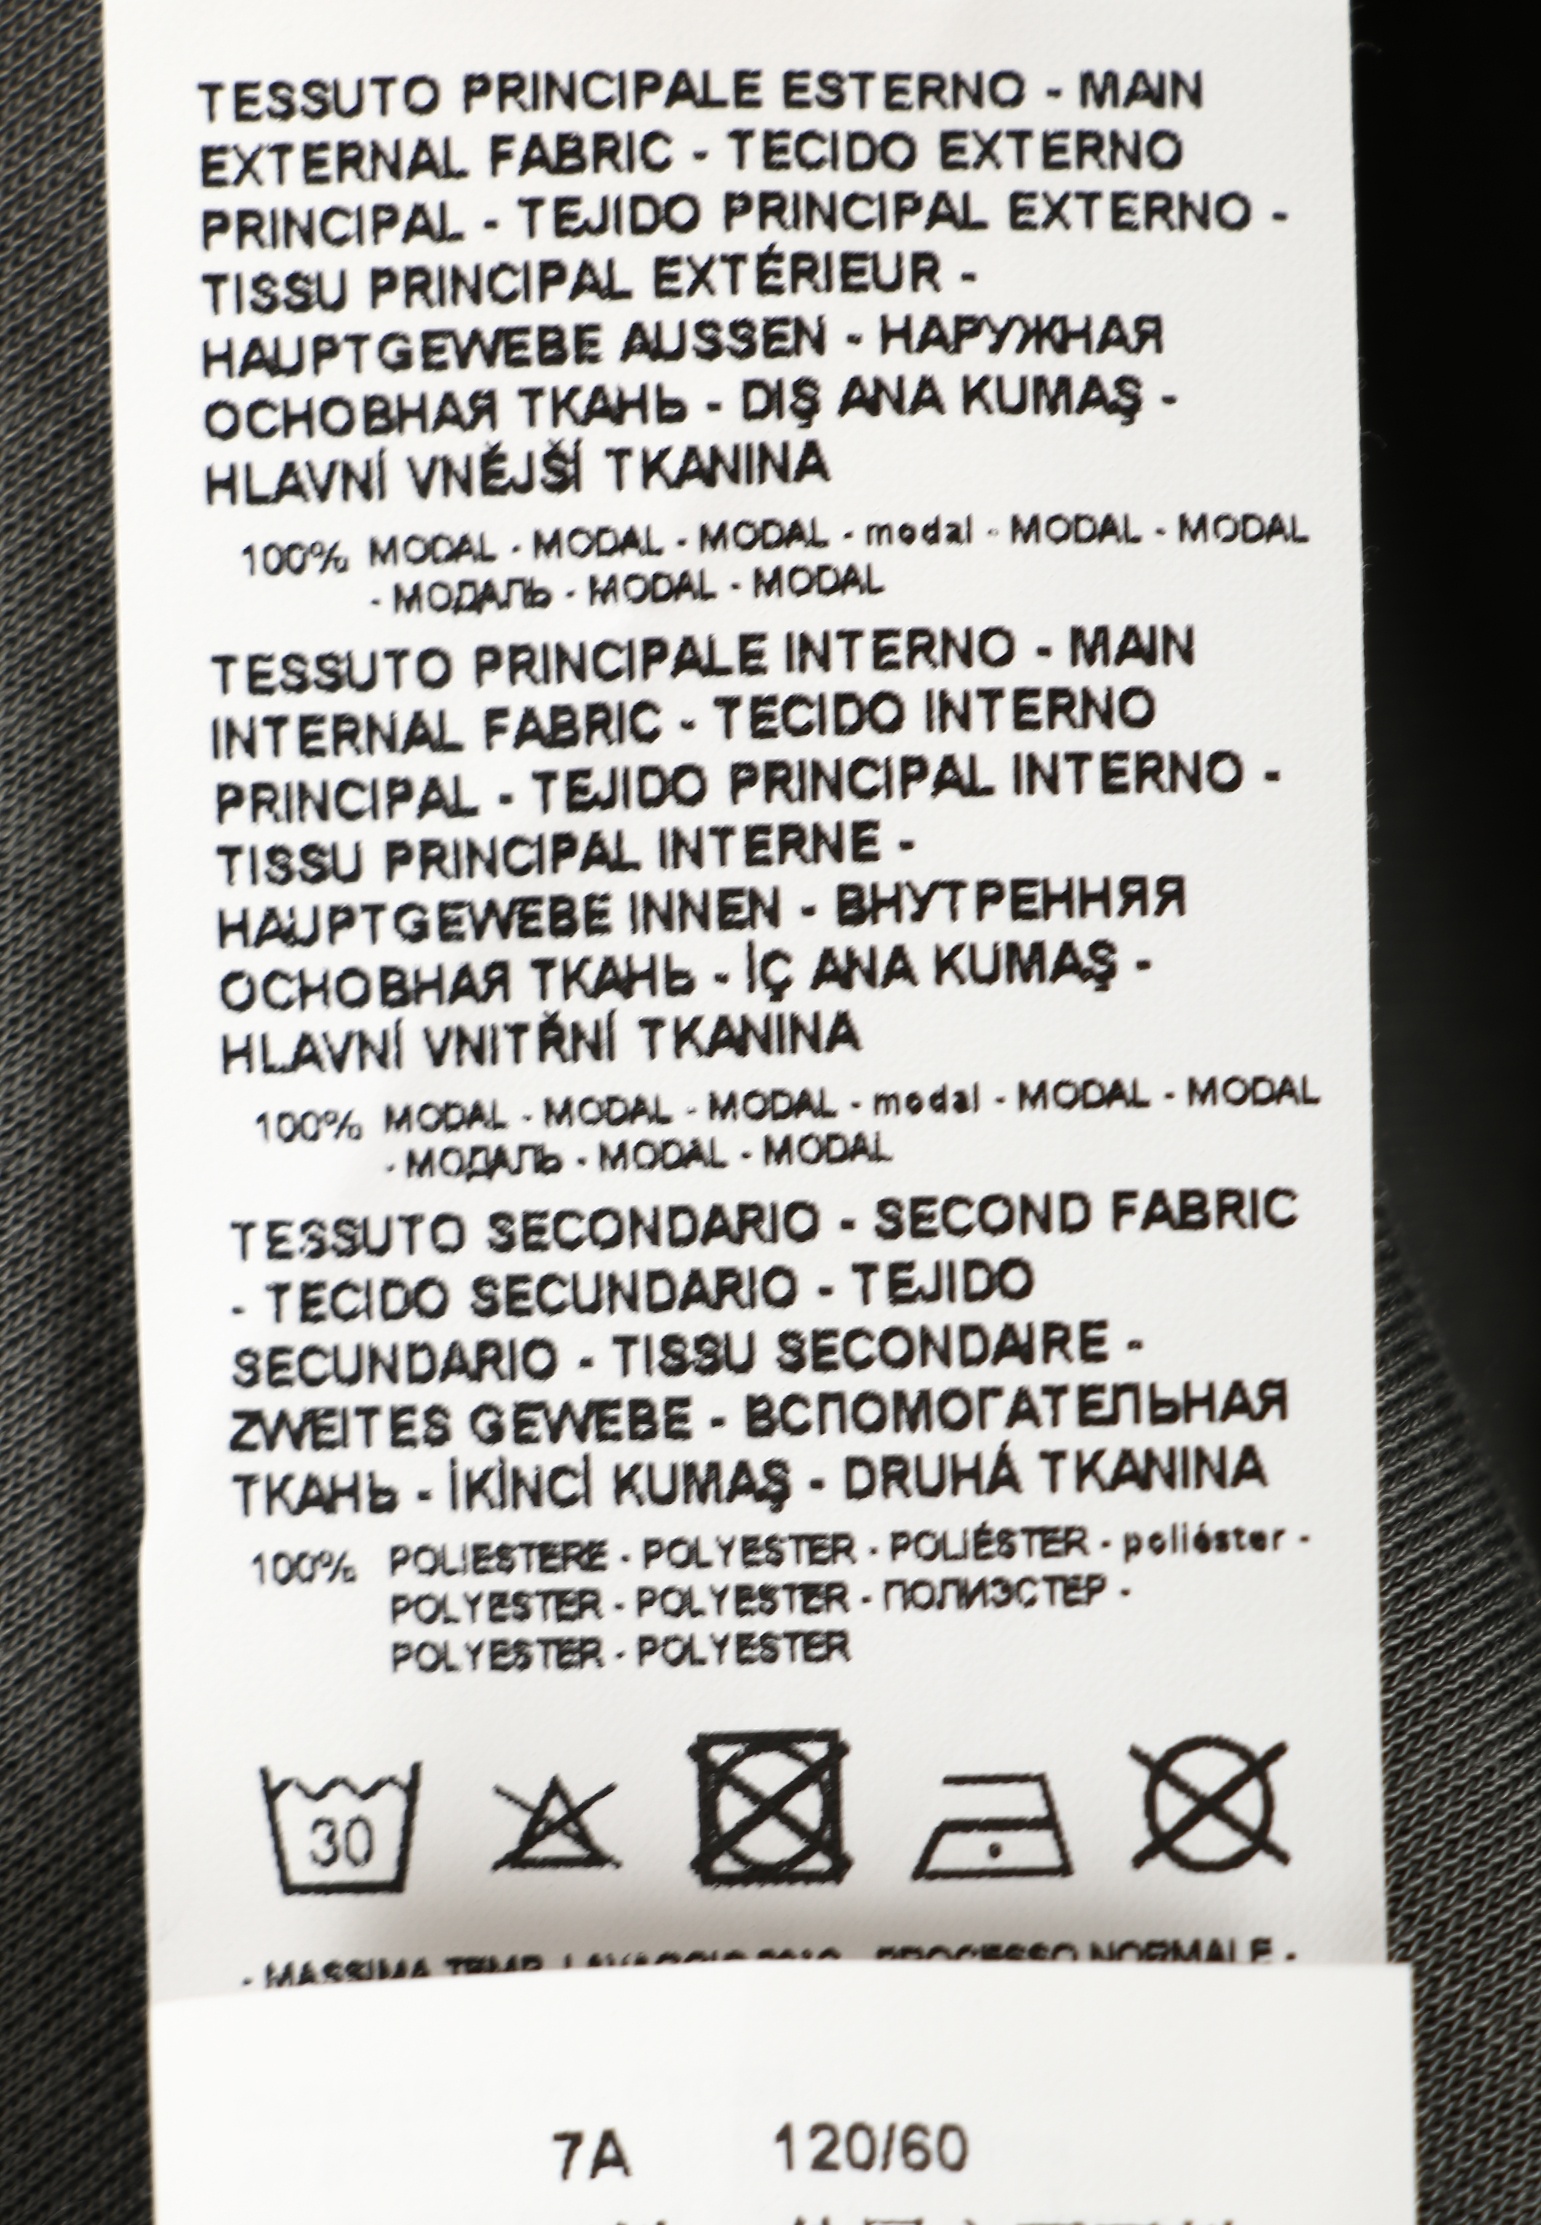 TESSUTO PRINCIPALE ESTERNO - MAIN
EXTERNAL FABRIC - TECIDO EXTERNO
PRINCIPAL - TEJIDO PRINCIPAL EXTERNO -
TISSU PRINCIPAL EXTÉRIEUR -
HAUPTGEWEBE AUSSEN - НАРУЖНАЯ
ОСНОВНАЯ ТКАНЬ - DIŞ ANA KUMAŞ -
HLAVNÍ VNĚJŠÍ TKANINA
100% MODAL - MODAL - MODAL - modal - MODAL - MODAL
- МОДАЛЬ - MODAL - MODAL
TESSUTO PRINCIPALE INTERNO - MAIN
INTERNAL FABRIC - TECIDO INTERNO
PRINCIPAL - TEJIDO PRINCIPAL INTERNO -
TISSU PRINCIPAL INTERNE -
HAUPTGEWEBE INNEN - ВНУТРЕННЯЯ
ОСНОВНАЯ ТКАНЬ - İÇ ANA KUMAŞ -
HLAVNÍ VNITŘNÍ TKANINA
100% MODAL - MODAL - MODAL - modal - MODAL - MODAL
- МОДАЛЬ - MODAL - MODAL
TESSUTO SECONDARIO - SECOND FABRIC
- TECIDO SECUNDARIO - TEJIDO
SECUNDARIO - TISSU SECONDAIRE -
ZWEITES GEWEBE - ВСПОМОГАТЕЛЬНАЯ
ТКАНЬ - İKİNCİ KUMAŞ - DRUHÁ TKANINA
100% POLIESTERE - POLYESTER - POLIÉSTER - poliéster -
POLYESTER - POLYESTER - ПОЛИЭСТЕР -
POLYESTER - POLYESTER
30
- MASSIMA TEMP. LAVAGGIO PROCESSO NORMALE -
7A 120/60